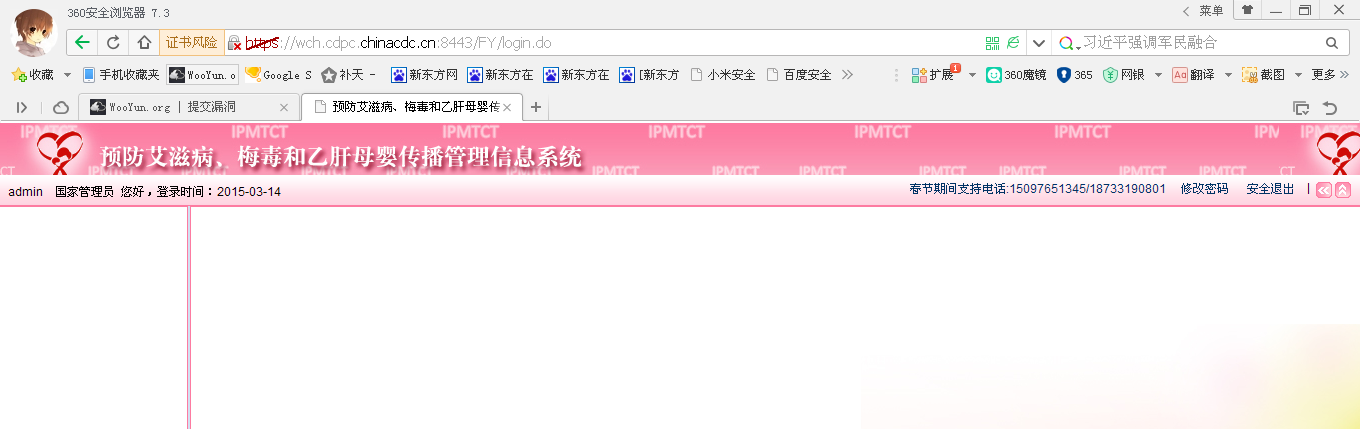 360安全浏览器 7.3
菜单
证书风险 https://wch.cdpc.chinacdc.cn:8443/FY/login.do
习近平强调军民融合
收藏 手机收藏夹 WooYun.o Google S 补天 - 新东方网 新东方在 新东方在 [新东方 小米安全 百度安全 扩展 1 360魔镜 365 网银 Aa 翻译 截图 更多
WooYun.org | 提交漏洞
预防艾滋病、梅毒和乙肝母婴传
IPMTCT IPMTCT IPMTCT IPMTCT IPMTCT IPMTCT IPM IPMTCT
预防艾滋病、梅毒和乙肝母婴传播管理信息系统
admin 国家管理员 您好，登录时间：2015-03-14
春节期间支持电话:15097651345/18733190801 修改密码 安全退出